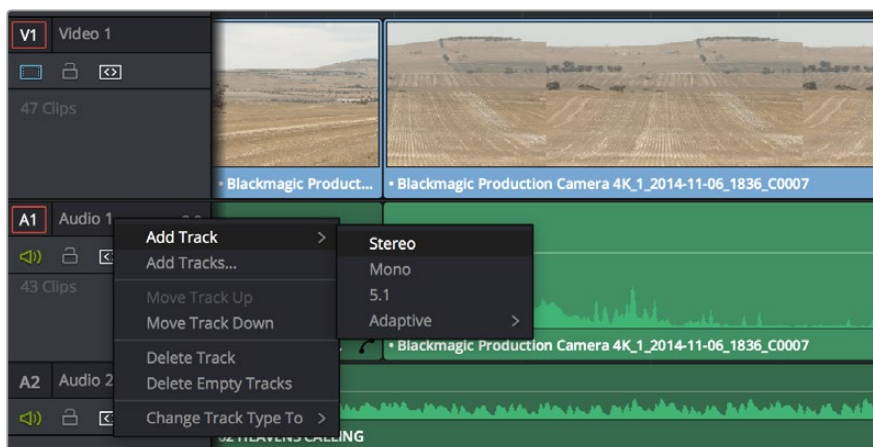 V1 Video 1
47 Clips
• Blackmagic Product...
• Blackmagic Production Camera 4K_1_2014-11-06_1836_C0007
A1 Audio 1
43 Clips
Add Track >
Add Tracks...
Move Track Up
Move Track Down
Delete Track
Delete Empty Tracks
Change Track Type To >
Stereo
Mono
5.1
Adaptive >
• Blackmagic Production Camera 4K_1_2014-11-06_1836_C0007
A2 Audio 2
HEAVENS CALLING